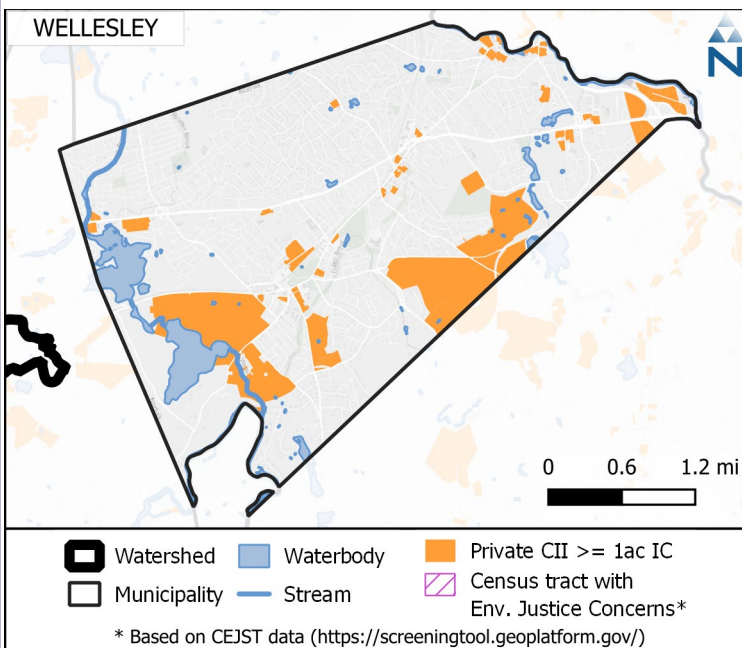 WELLESLEY
N
0 0.6 1.2 mi
Watershed
Waterbody
Private CII >= 1ac IC
Municipality
Stream
Census tract with
Env. Justice Concerns*
* Based on CEJST data (https://screeningtool.geoplatform.gov/)